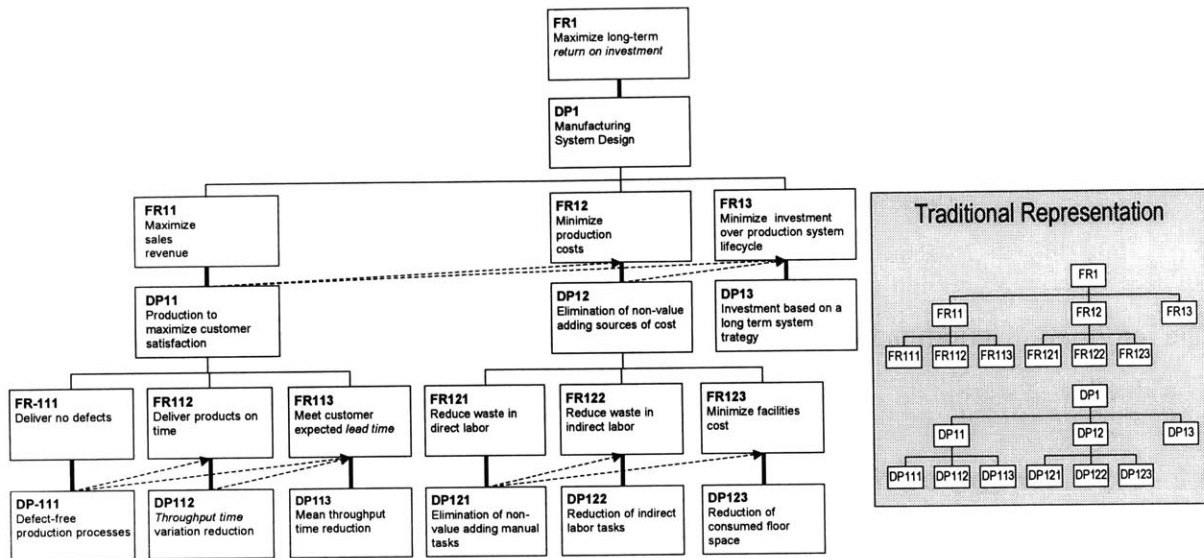 FR1
Maximize long-term
return on investment
DP1
Manufacturing
System Design
FR11
Maximize
sales
revenue
FR12
Minimize
production
costs
FR13
Minimize investment
over production system
lifecycle
DP11
Production to
maximize customer
satisfaction
DP12
Elimination of non-value
adding sources of cost
DP13
Investment based on a
long term system
trategy
FR-111
Deliver no defects
FR112
Deliver products on
time
FR113
Meet customer
expected lead time
FR121
Reduce waste in
direct labor
FR122
Reduce waste in
indirect labor
FR123
Minimize facilities
cost
DP-111
Defect-free
production processes
DP112
Throughput time
variation reduction
DP113
Mean throughput
time reduction
DP121
Elimination of non-
value adding manual
tasks
DP122
Reduction of indirect
labor tasks
DP123
Reduction of
consumed floor
space
Traditional Representation
FR1
FR11 FR12 FR13
FR111 FR112 FR113 FR121 FR122 FR123
DP1
DP11 DP12 DP13
DP111 DP112 DP113 DP121 DP122 DP123